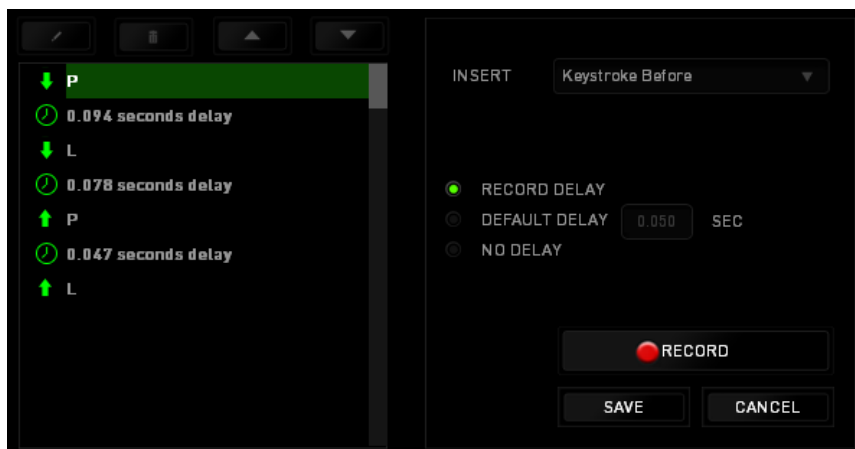 P
0.094 seconds delay
L
0.078 seconds delay
P
0.047 seconds delay
L
INSERT Keystroke Before
RECORD DELAY
DEFAULT DELAY 0.050 SEC
NO DELAY
RECORD
SAVE CANCEL